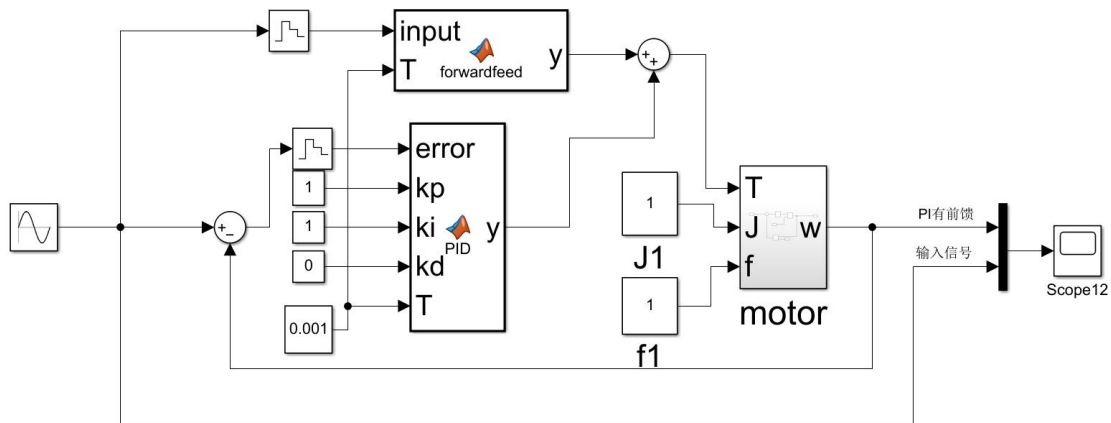 input
T
forwardfeed
y
+
+
error
kp
ki
kd
T
PID
y
1
1
0
0.001
+
−
1
J1
1
f1
T
J
f
w
motor
PI有前馈
输入信号
Scope12